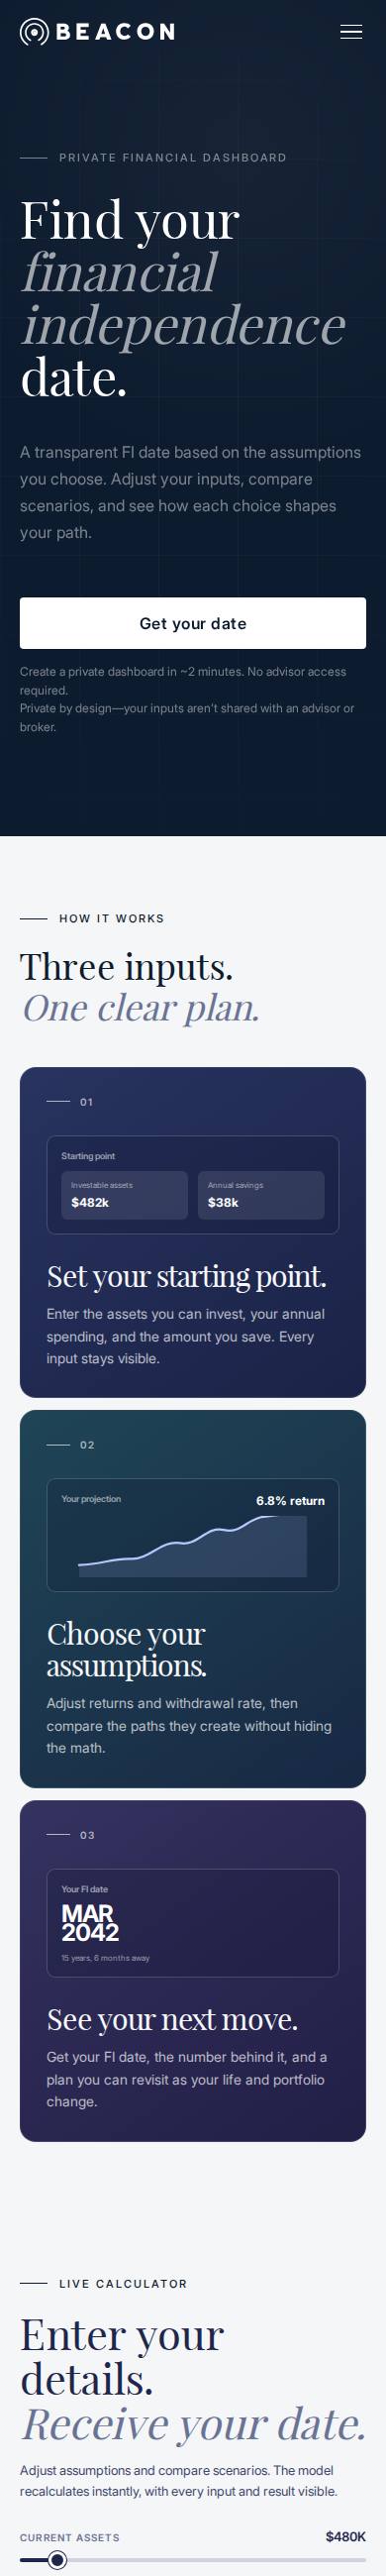 BEACON
PRIVATE FINANCIAL DASHBOARD
Find your
financial
independence
date.
A transparent FI date based on the assumptions
you choose. Adjust your inputs, compare
scenarios, and see how each choice shapes
your path.
Get your date
Create a private dashboard in ~2 minutes. No advisor access
required.
Private by design—your inputs aren't shared with an advisor or
broker.
HOW IT WORKS
Three inputs.
One clear plan.
01
Starting point
Investable assets
$482k
Annual savings
$38k
Set your starting point.
Enter the assets you can invest, your annual
spending, and the amount you save. Every
input stays visible.
02
Your projection
6.8% return
Choose your
assumptions.
Adjust returns and withdrawal rate, then
compare the paths they create without hiding
the math.
03
Your FI date
MAR
2042
15 years, 6 months away
See your next move.
Get your FI date, the number behind it, and a
plan you can revisit as your life and portfolio
change.
LIVE CALCULATOR
Enter your
details.
Receive your date.
Adjust assumptions and compare scenarios. The model
recalculates instantly, with every input and result visible.
CURRENT ASSETS
$480K